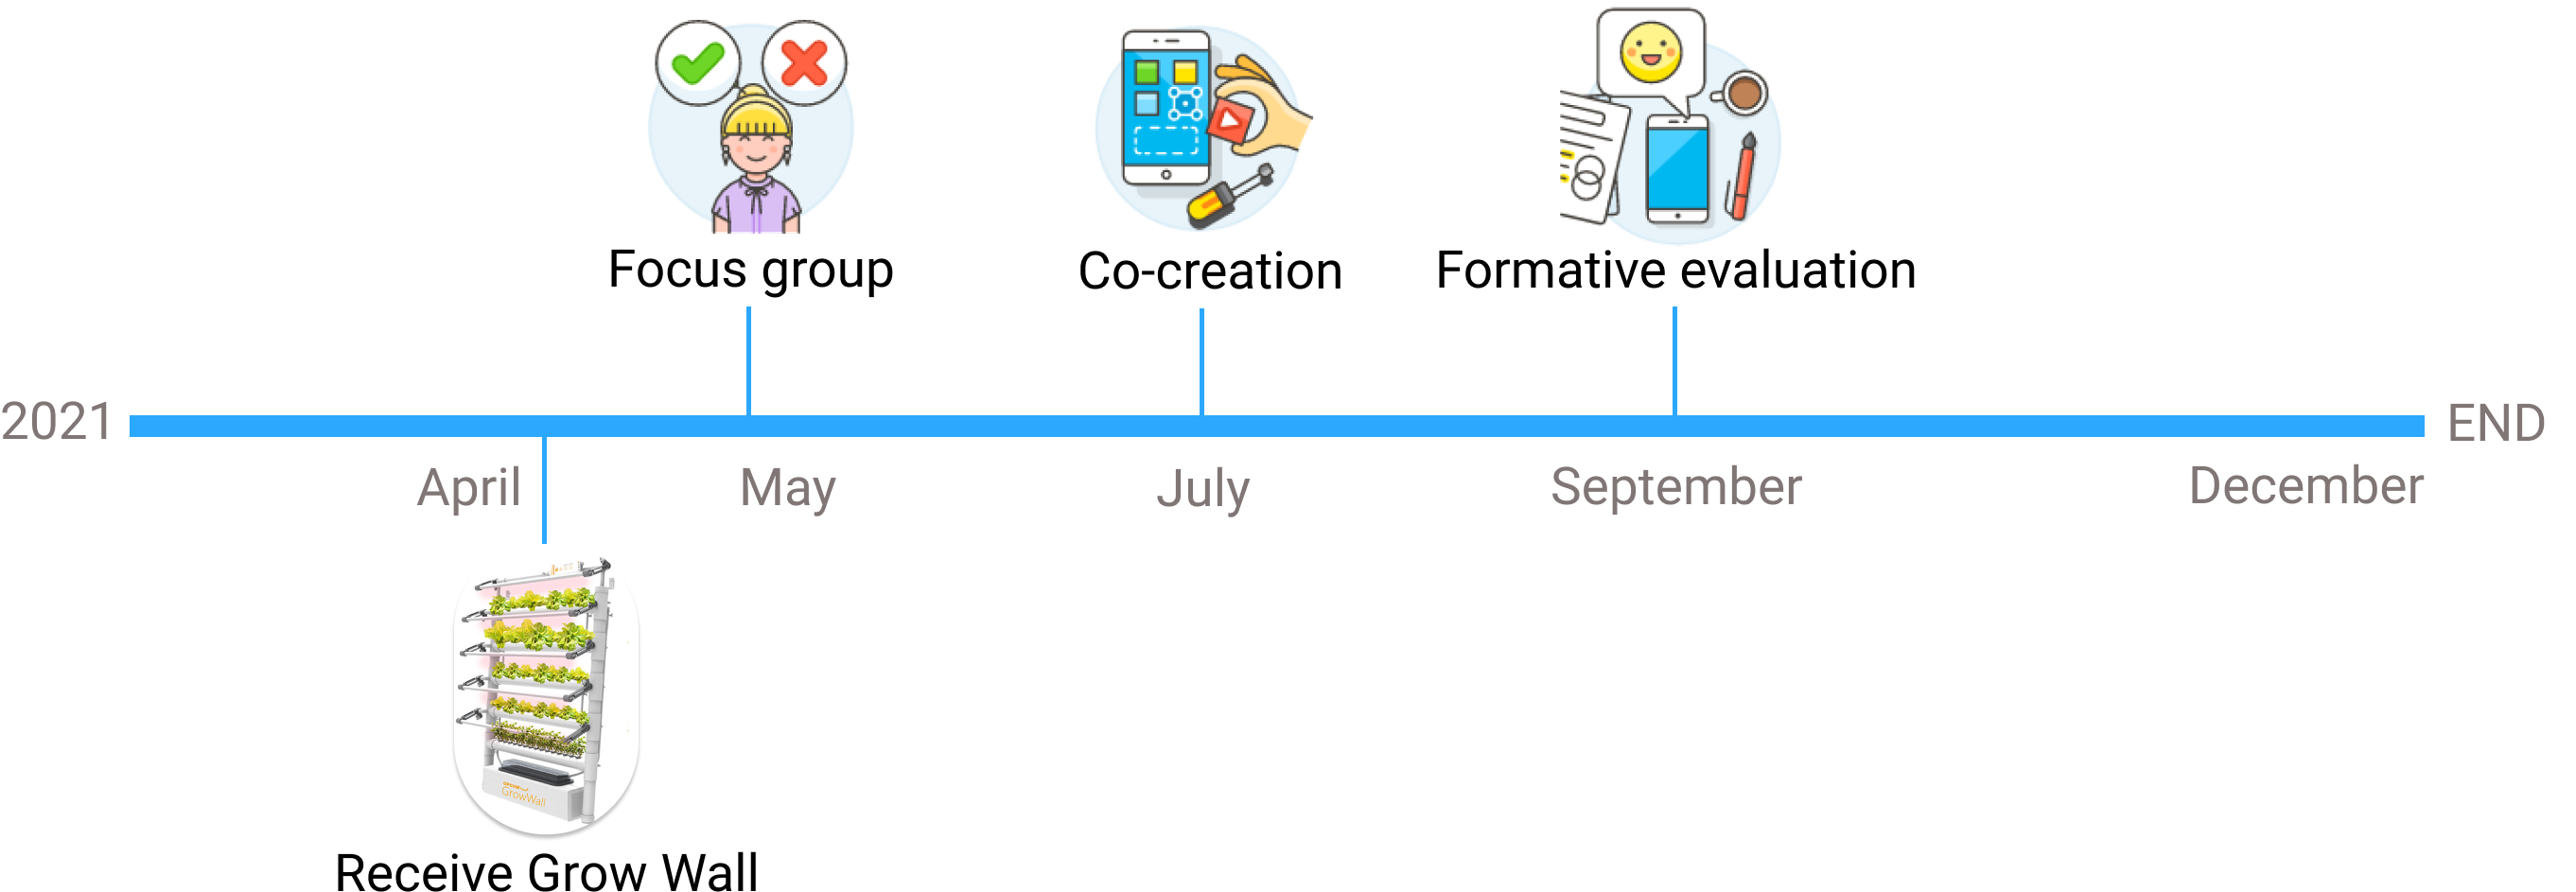 Focus group
Co-creation
Formative evaluation
2021
END
April
May
July
September
December
GrowWall
Receive Grow Wall